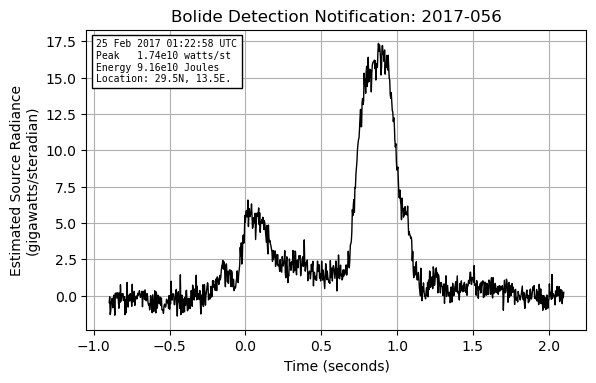 Bolide Detection Notification: 2017-056
25 Feb 2017 01:22:58 UTC
Peak   1.74e10 watts/st
Energy 9.16e10 Joules
Location: 29.5N, 13.5E.
Estimated Source Radiance
(gigawatts/steradian)
17.5
15.0
12.5
10.0
7.5
5.0
2.5
0.0
−1.0 −0.5 0.0 0.5 1.0 1.5 2.0
Time (seconds)